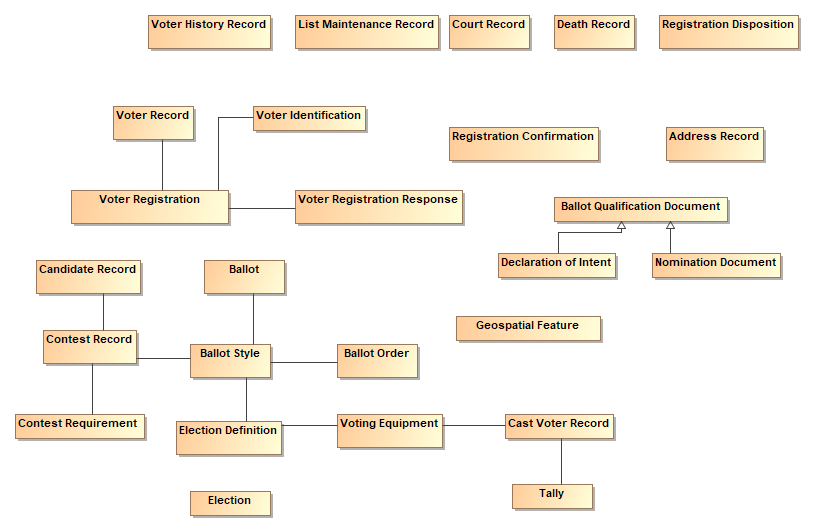 Voter History Record
List Maintenance Record
Court Record
Death Record
Registration Disposition
Voter Record
Voter Identification
Registration Confirmation
Address Record
Voter Registration
Voter Registration Response
Ballot Qualification Document
Declaration of Intent
Nomination Document
Candidate Record
Ballot
Geospatial Feature
Contest Record
Ballot Style
Ballot Order
Contest Requirement
Election Definition
Voting Equipment
Cast Voter Record
Election
Tally